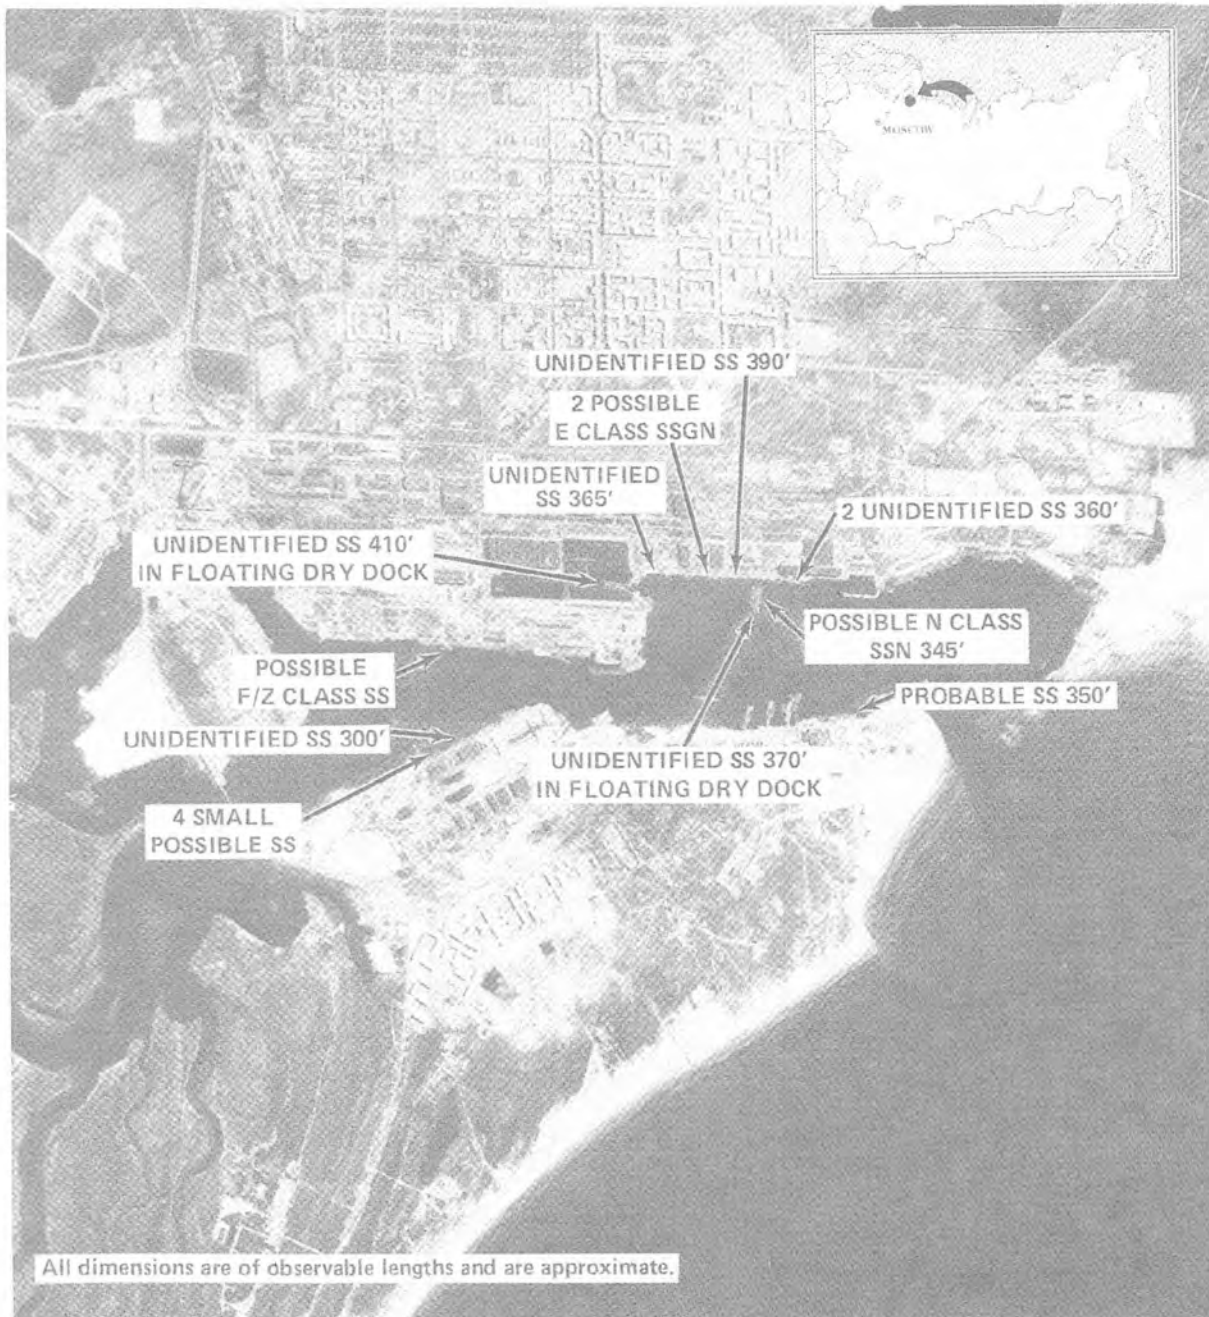 MOSCOW
UNIDENTIFIED SS 390'
2 POSSIBLE
E CLASS SSGN
UNIDENTIFIED
SS 365'
2 UNIDENTIFIED SS 360'
UNIDENTIFIED SS 410'
IN FLOATING DRY DOCK
POSSIBLE N CLASS
SSN 345'
POSSIBLE
F/Z CLASS SS
PROBABLE SS 350'
UNIDENTIFIED SS 300'
UNIDENTIFIED SS 370'
IN FLOATING DRY DOCK
4 SMALL
POSSIBLE SS
All dimensions are of observable lengths and are approximate.